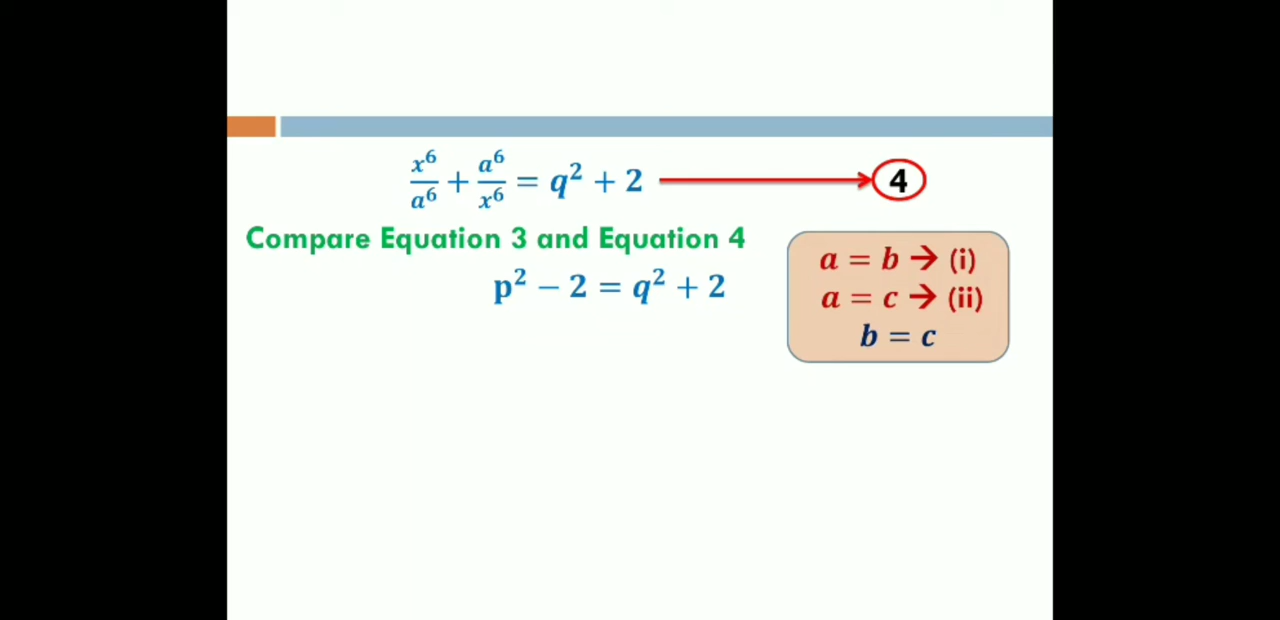 x⁶/a⁶ + a⁶/x⁶ = q² + 2 → 4
Compare Equation 3 and Equation 4
p² − 2 = q² + 2
a = b → (i)
a = c → (ii)
b = c